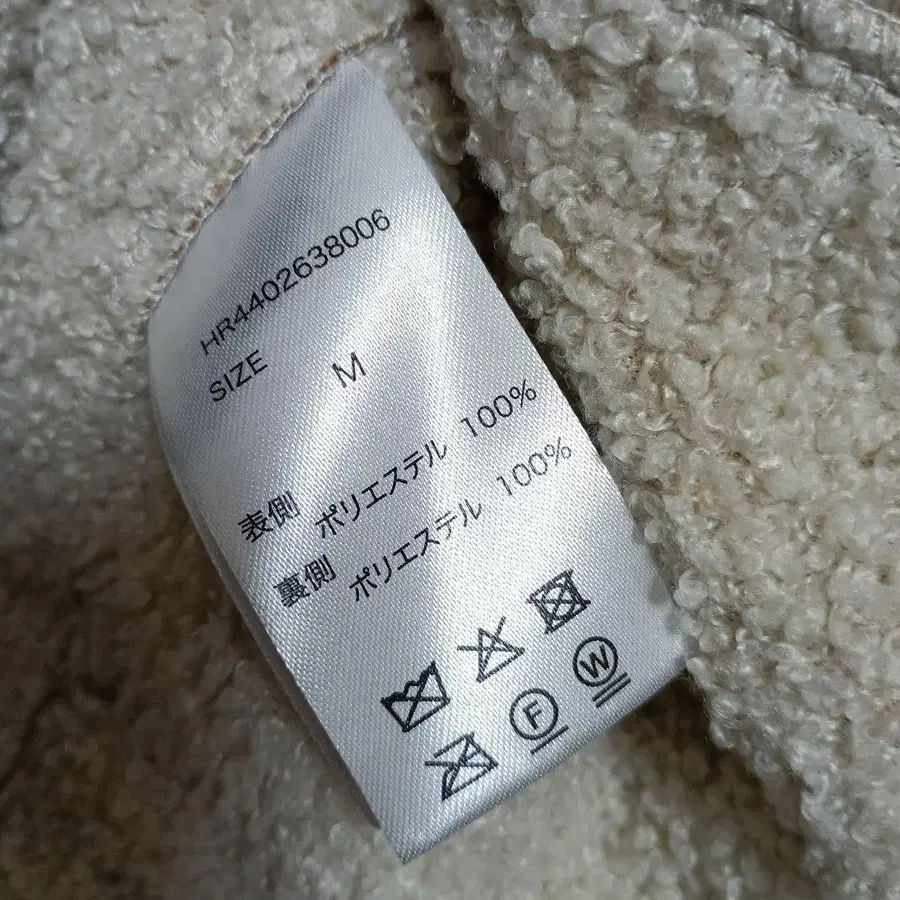 HR4402638006
SIZE M
表側 ポリエステル 100%
裏側 ポリエステル 100%
F W